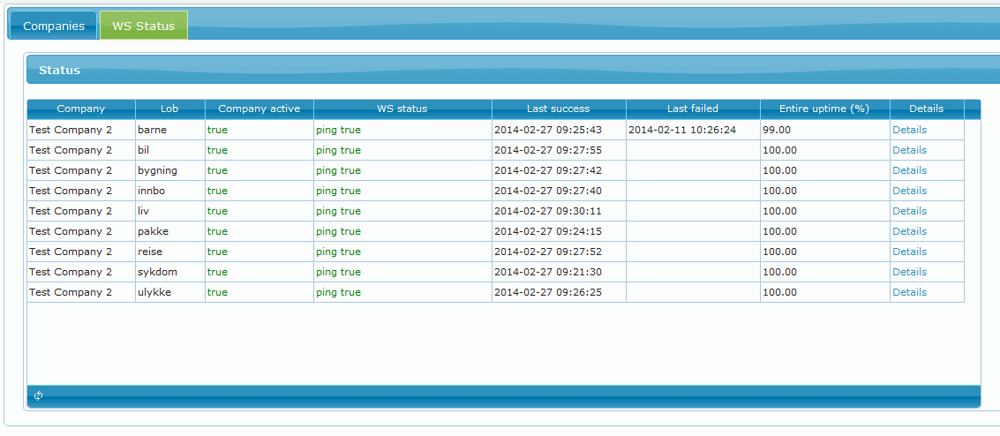 Companies WS Status
Status
Company Lob Company active WS status Last success Last failed Entire uptime (%) Details
Test Company 2 barne true ping true 2014-02-27 09:25:43 2014-02-11 10:26:24 99.00 Details
Test Company 2 bil true ping true 2014-02-27 09:27:55 100.00 Details
Test Company 2 bygning true ping true 2014-02-27 09:27:42 100.00 Details
Test Company 2 innbo true ping true 2014-02-27 09:27:40 100.00 Details
Test Company 2 liv true ping true 2014-02-27 09:30:11 100.00 Details
Test Company 2 pakke true ping true 2014-02-27 09:24:15 100.00 Details
Test Company 2 reise true ping true 2014-02-27 09:27:52 100.00 Details
Test Company 2 sykdom true ping true 2014-02-27 09:21:30 100.00 Details
Test Company 2 ulykke true ping true 2014-02-27 09:26:25 100.00 Details